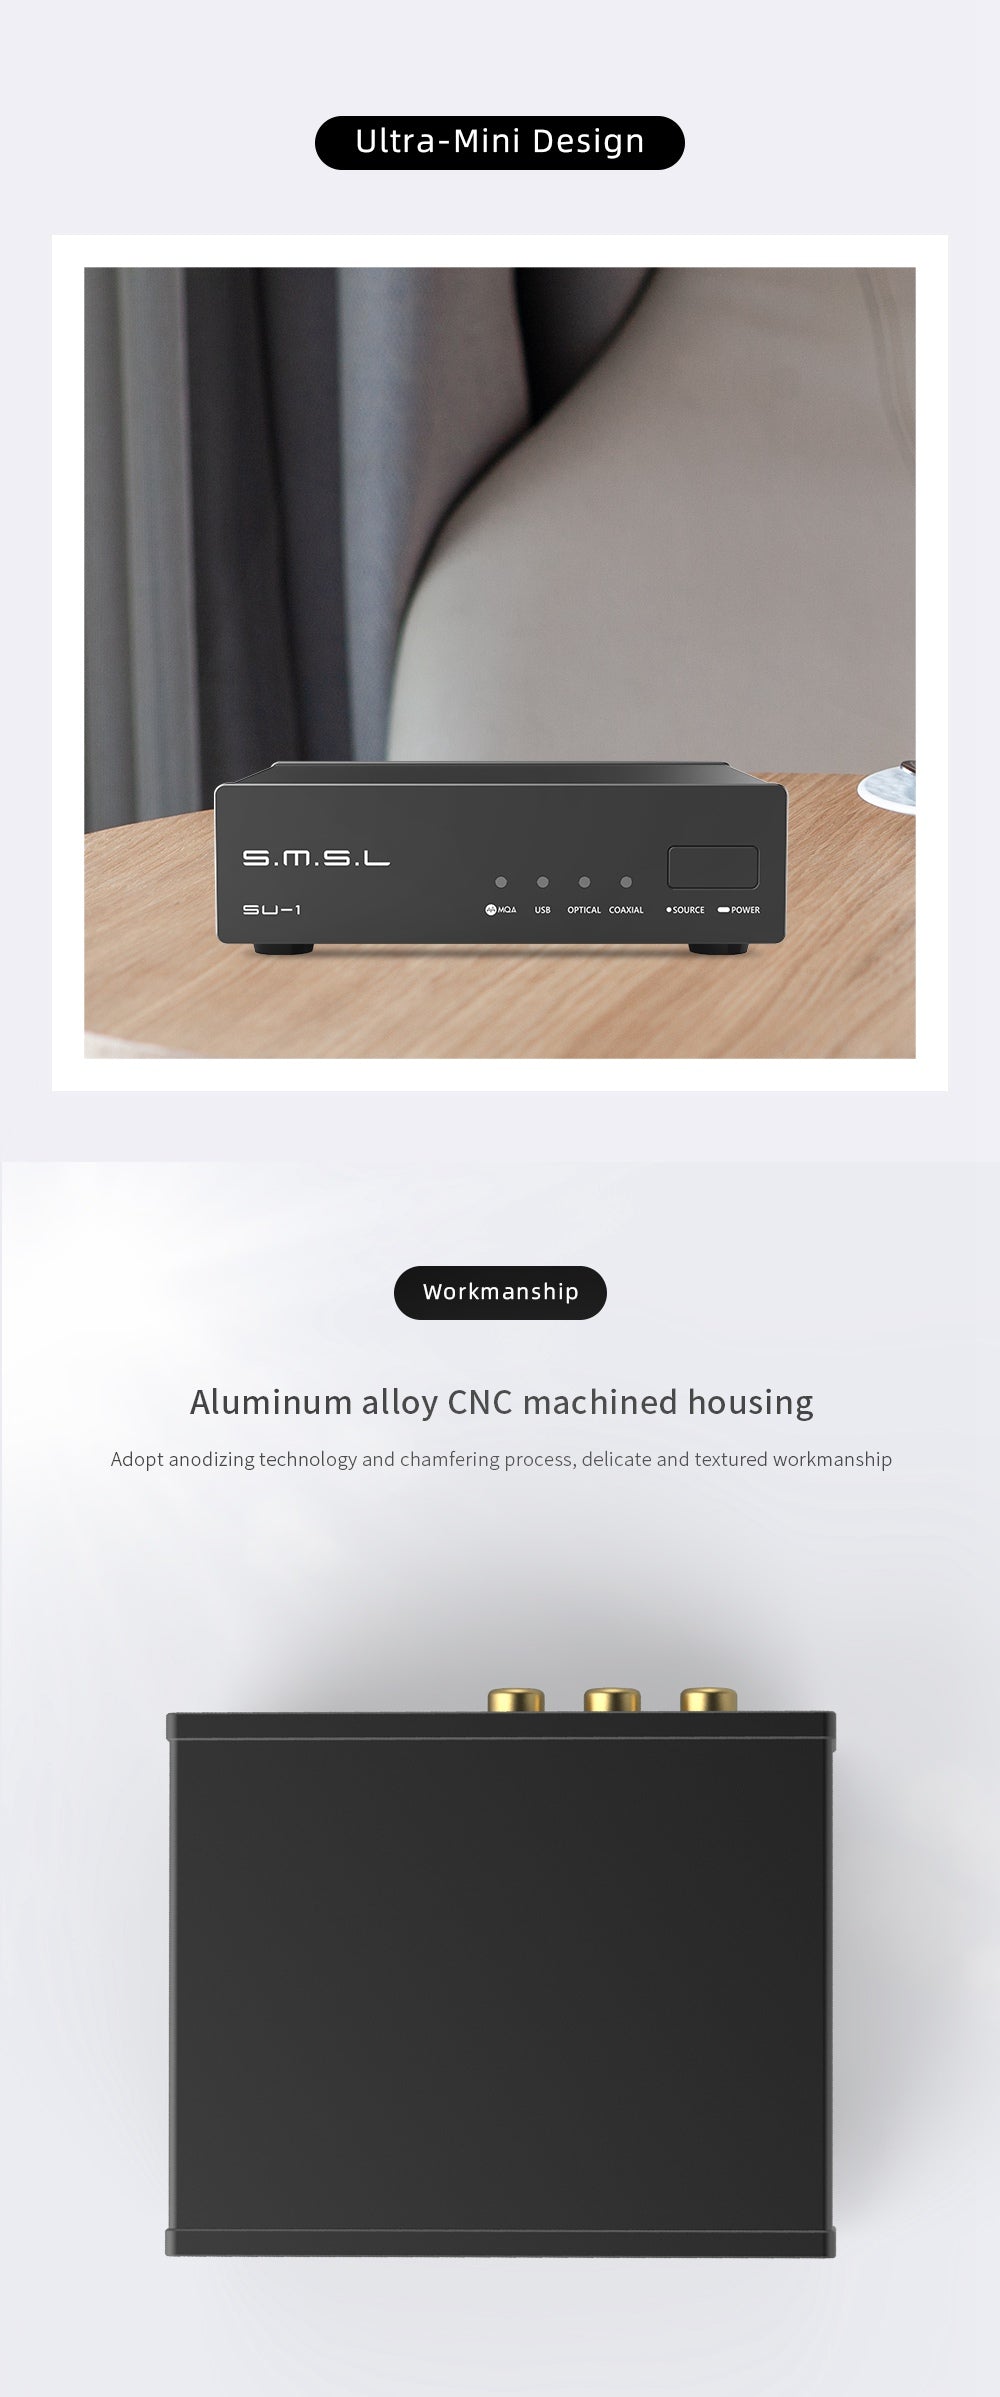 Ultra-Mini Design
S.M.S.L
SU-1
MQA USB OPTICAL COAXIAL SOURCE POWER
Workmanship
Aluminum alloy CNC machined housing
Adopt anodizing technology and chamfering process, delicate and textured workmanship